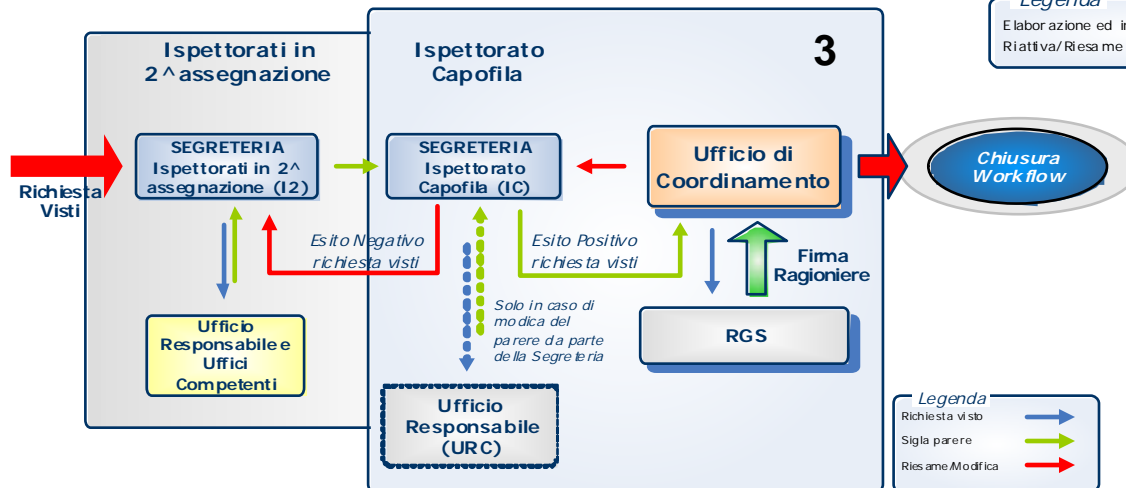 Legenda
Elaborazione ed in
Riattiva/Riesame
Ispettorati in
2^ assegnazione
Ispettorato
Capofila
3
Richiesta
Visti
SEGRETERIA
Ispettorati in 2^
assegnazione (I2)
SEGRETERIA
Ispettorato
Capofila (IC)
Ufficio di
Coordinamento
Chiusura
Workflow
Esito Negativo
richiesta visti
Esito Positivo
richiesta visti
Firma
Ragioniere
Solo in caso di
modica del
parere da parte
della Segreteria
Ufficio
Responsabile e
Uffici
Competenti
RGS
Ufficio
Responsabile
(URC)
Legenda
Richiesta visto
Sigla parere
Riesame/Modifica